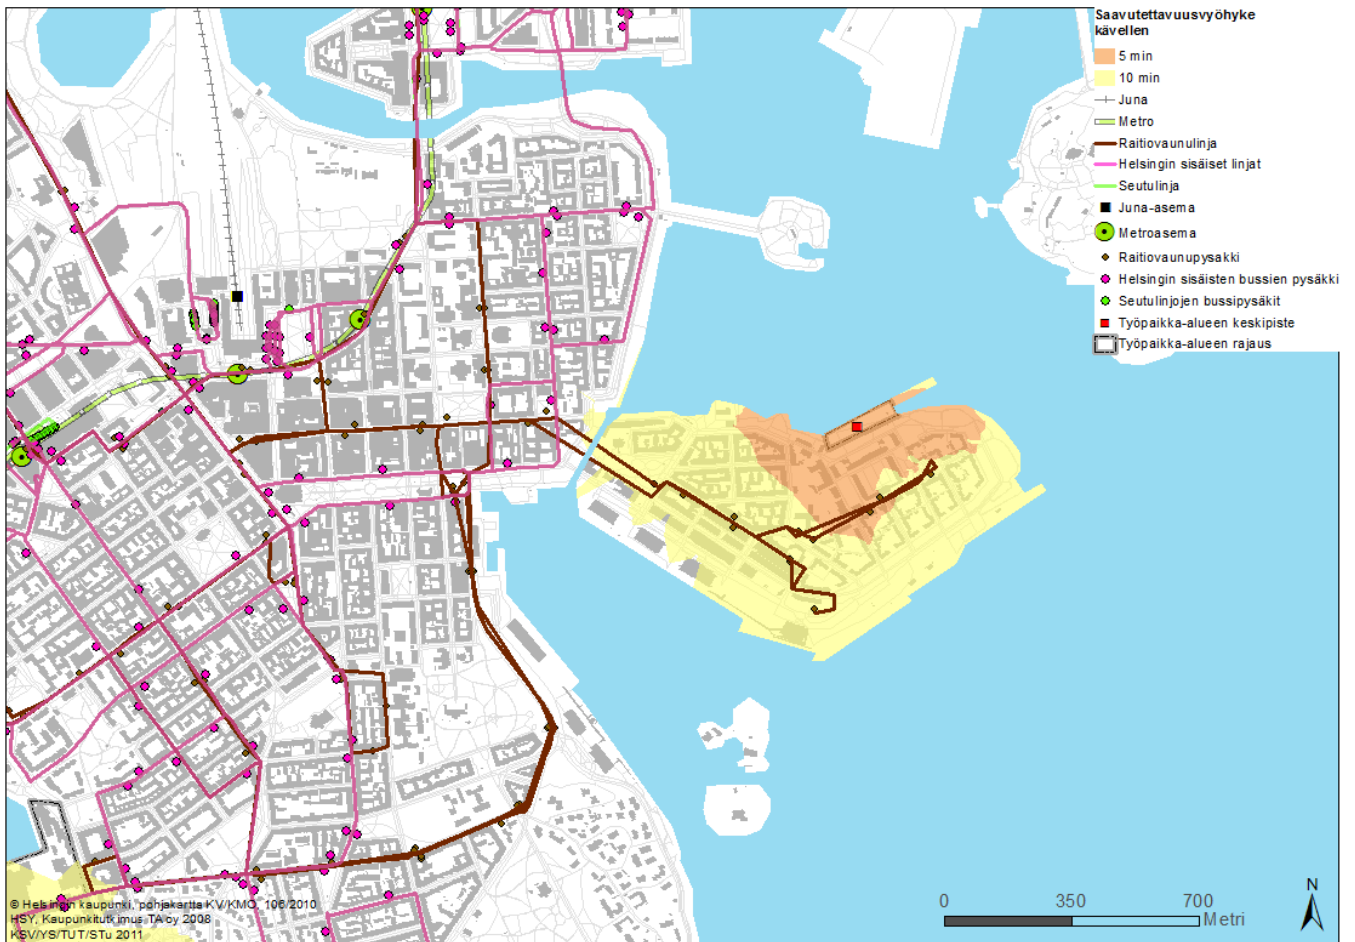 Saavutettavuusvyöhyke
kävellen
5 min
10 min
Juna
Metro
Raitiovaunulinja
Helsingin sisäiset linjat
Seutulinja
Juna-asema
Metroasema
Raitiovaunupysakki
Helsingin sisäisten bussien pysäkki
Seutulinjojen bussipysäkit
Työpaikka-alueen keskipiste
Työpaikka-alueen rajaus
© Helsingin kaupunki, pohjakartta KV/KMO, 106/2010
HSY, Kaupunkitutkimus TA oy 2008
KSV/YS/TUT/STu 2011
0 350 700
Metri
N